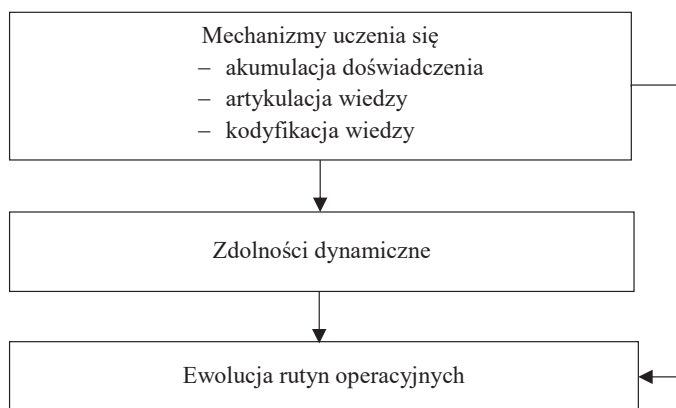 Mechanizmy uczenia się
– akumulacja doświadczenia
– artykulacja wiedzy
– kodyfikacja wiedzy
Zdolności dynamiczne
Ewolucja rutyn operacyjnych